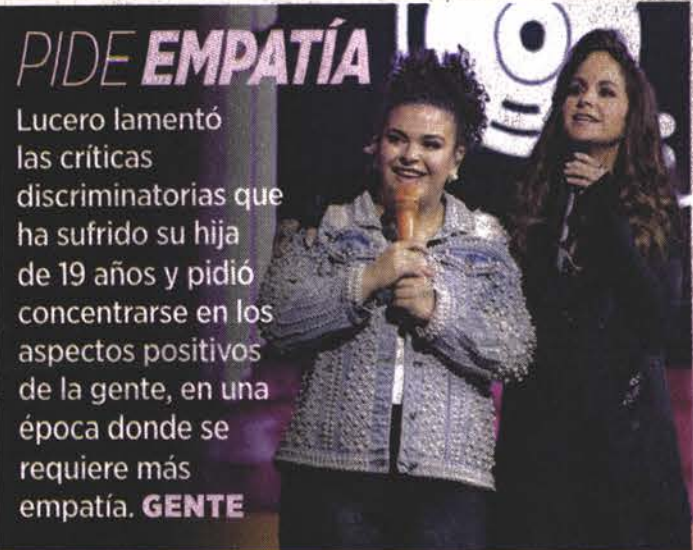 PIDE EMPATÍA
Lucero lamentó
las críticas
discriminatorias que
ha sufrido su hija
de 19 años y pidió
concentrarse en los
aspectos positivos
de la gente, en una
época donde se
requiere más
empatía. GENTE